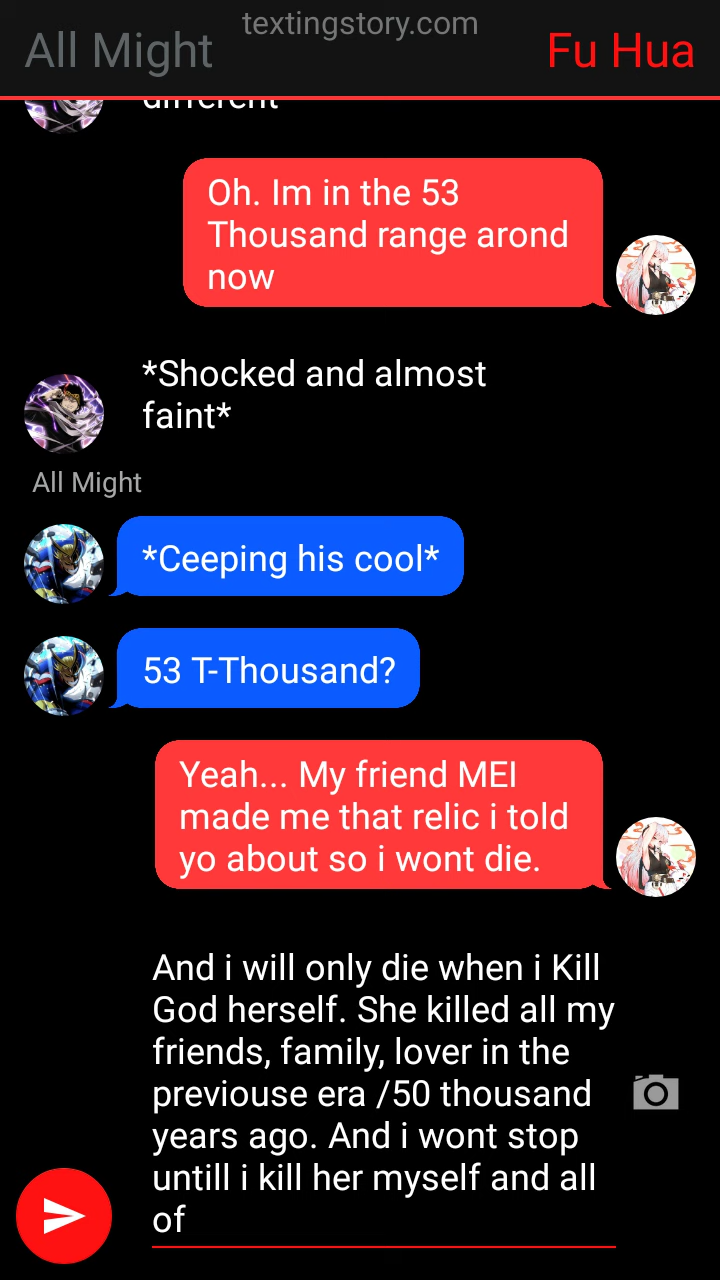 textingstory.com
All Might
Fu Hua
different
Oh. Im in the 53
Thousand range arond
now
*Shocked and almost
faint*
All Might
*Ceeping his cool*
53 T-Thousand?
Yeah... My friend MEI
made me that relic i told
yo about so i wont die.
And i will only die when i Kill
God herself. She killed all my
friends, family, lover in the
previouse era /50 thousand
years ago. And i wont stop
untill i kill her myself and all
of